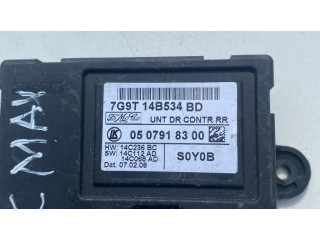 7G9T 14B534 BD
UNT DR CONTR RR
05 0791 83 00
HW: 14C236 BC
SW: 14C112 AD
14C068 AD
Dat. 07.02.08
S0Y0B
C MAX